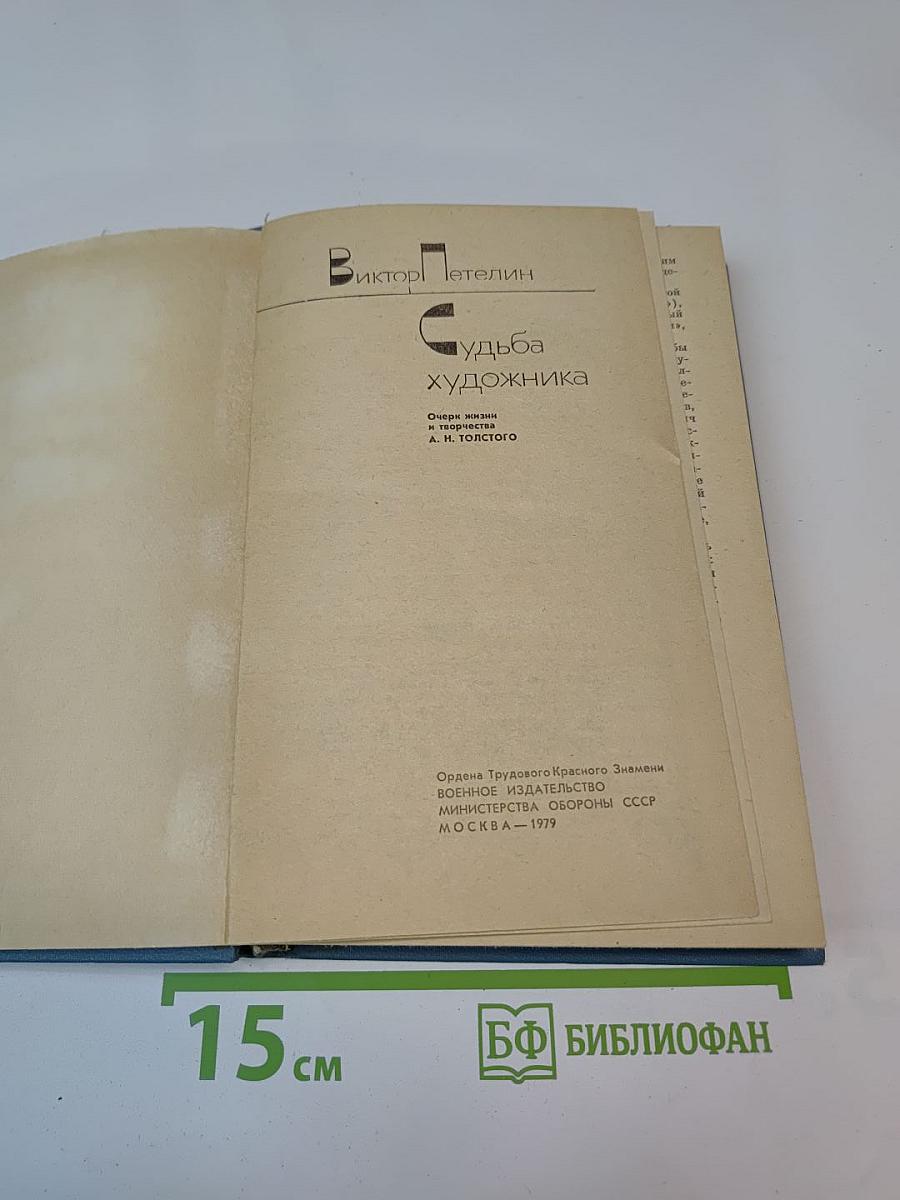 Виктор Петелин
Судьба
художника
Очерк жизни
и творчества
А. Н. ТОЛСТОГО
Ордена Трудового Красного Знамени
ВОЕННОЕ ИЗДАТЕЛЬСТВО
МИНИСТЕРСТВА ОБОРОНЫ СССР
МОСКВА — 1979
15 см
БФ БИБЛИОФАН